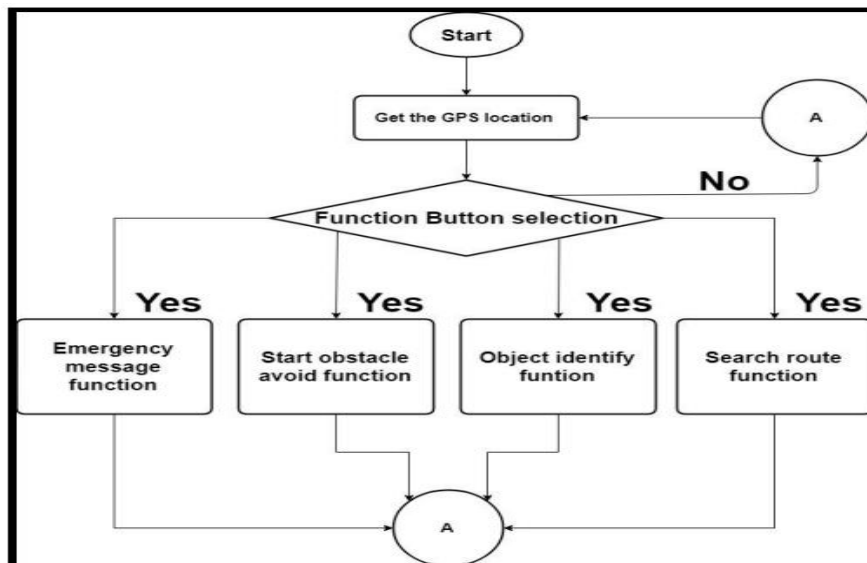 Start
Get the GPS location
A
No
Function Button selection
Yes
Yes
Yes
Yes
Emergency
message
function
Start obstacle
avoid function
Object identify
funtion
Search route
function
A